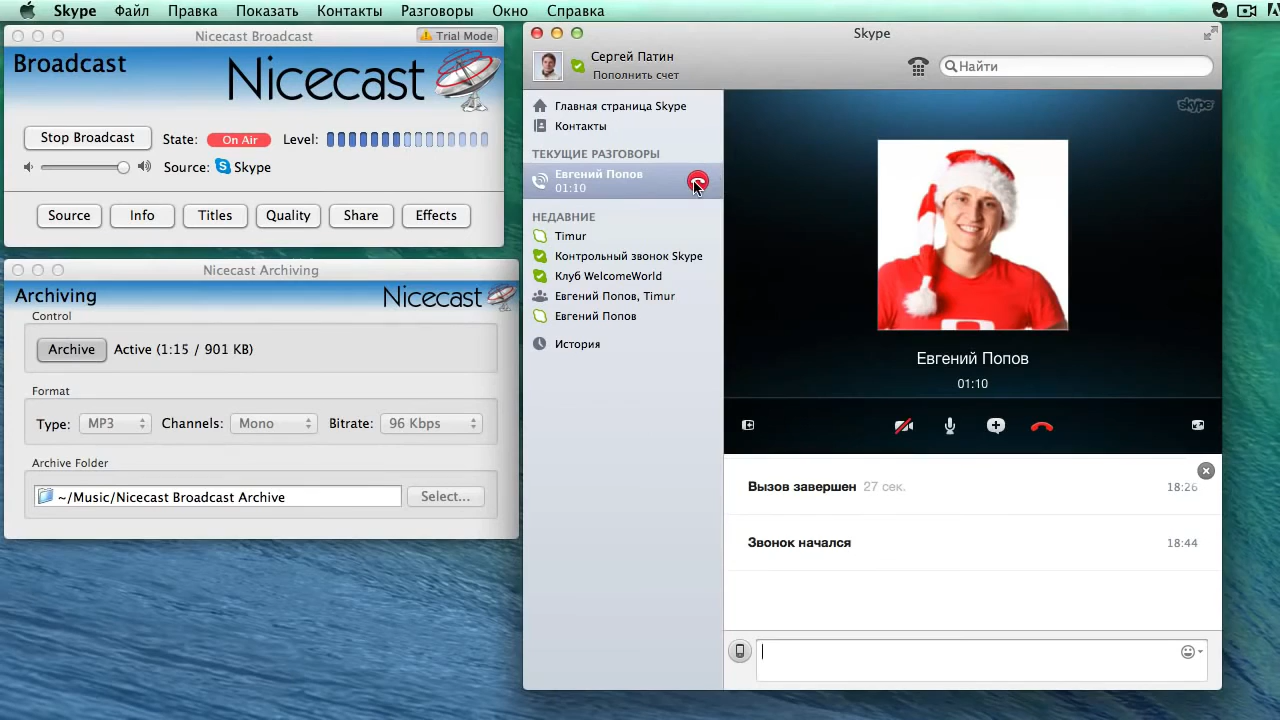 Skype Файл Правка Показать Контакты Разговоры Окно Справка
Nicecast Broadcast
Trial Mode
Broadcast
Nicecast
Stop Broadcast
State: On Air Level:
Source: Skype
Source Info Titles Quality Share Effects
Nicecast Archiving
Archiving
Nicecast
Control
Archive Active (1:15 / 901 KB)
Format
Type: MP3 Channels: Mono Bitrate: 96 Kbps
Archive Folder
~/Music/Nicecast Broadcast Archive Select...
Skype
Сергей Патин
Пополнить счет
Найти
Главная страница Skype
Контакты
ТЕКУЩИЕ РАЗГОВОРЫ
Евгений Попов
01:10
НЕДАВНИЕ
Timur
Контрольный звонок Skype
Клуб WelcomeWorld
Евгений Попов, Timur
Евгений Попов
История
skype
Евгений Попов
01:10
Вызов завершен 27 сек. 18:26
Звонок начался 18:44